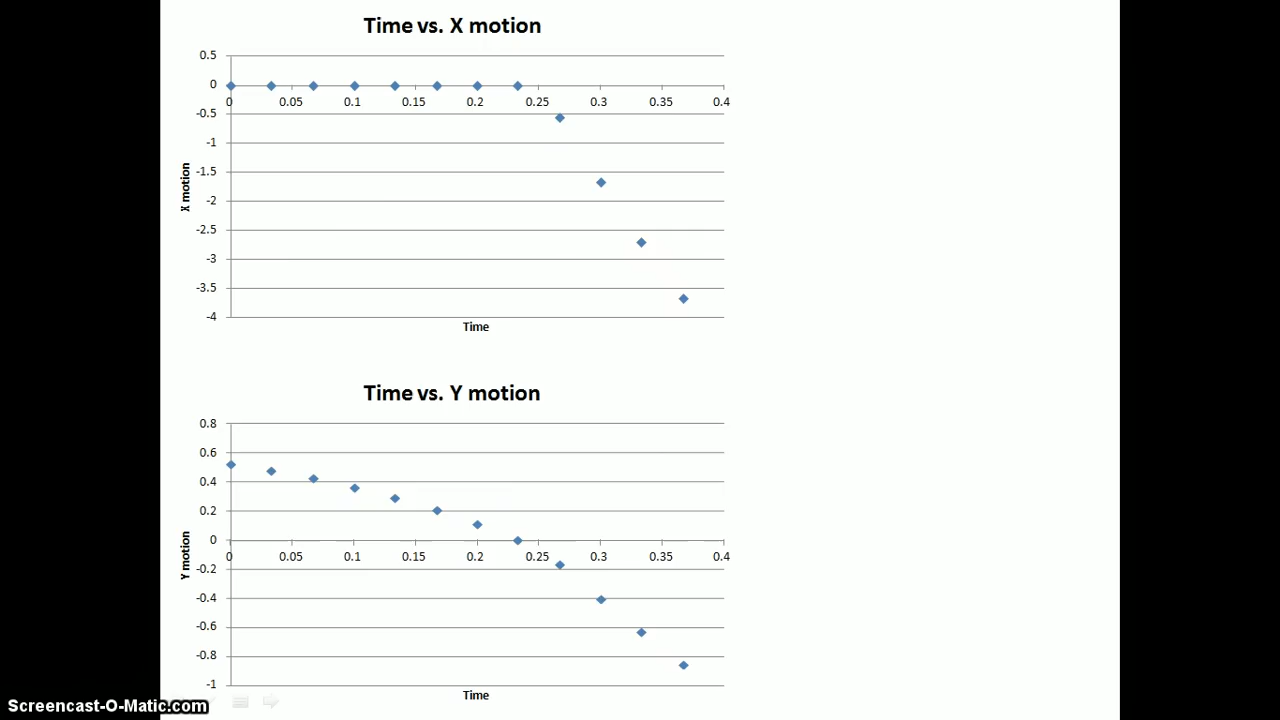 Time vs. X motion
0.5
0
0 0.05 0.1 0.15 0.2 0.25 0.3 0.35 0.4
-0.5
-1
-1.5
X motion
-2
-2.5
-3
-3.5
-4
Time
Time vs. Y motion
0.8
0.6
0.4
0.2
0
Y motion
0 0.05 0.1 0.15 0.2 0.25 0.3 0.35 0.4
-0.2
-0.4
-0.6
-0.8
-1
Time
Screencast-O-Matic.com